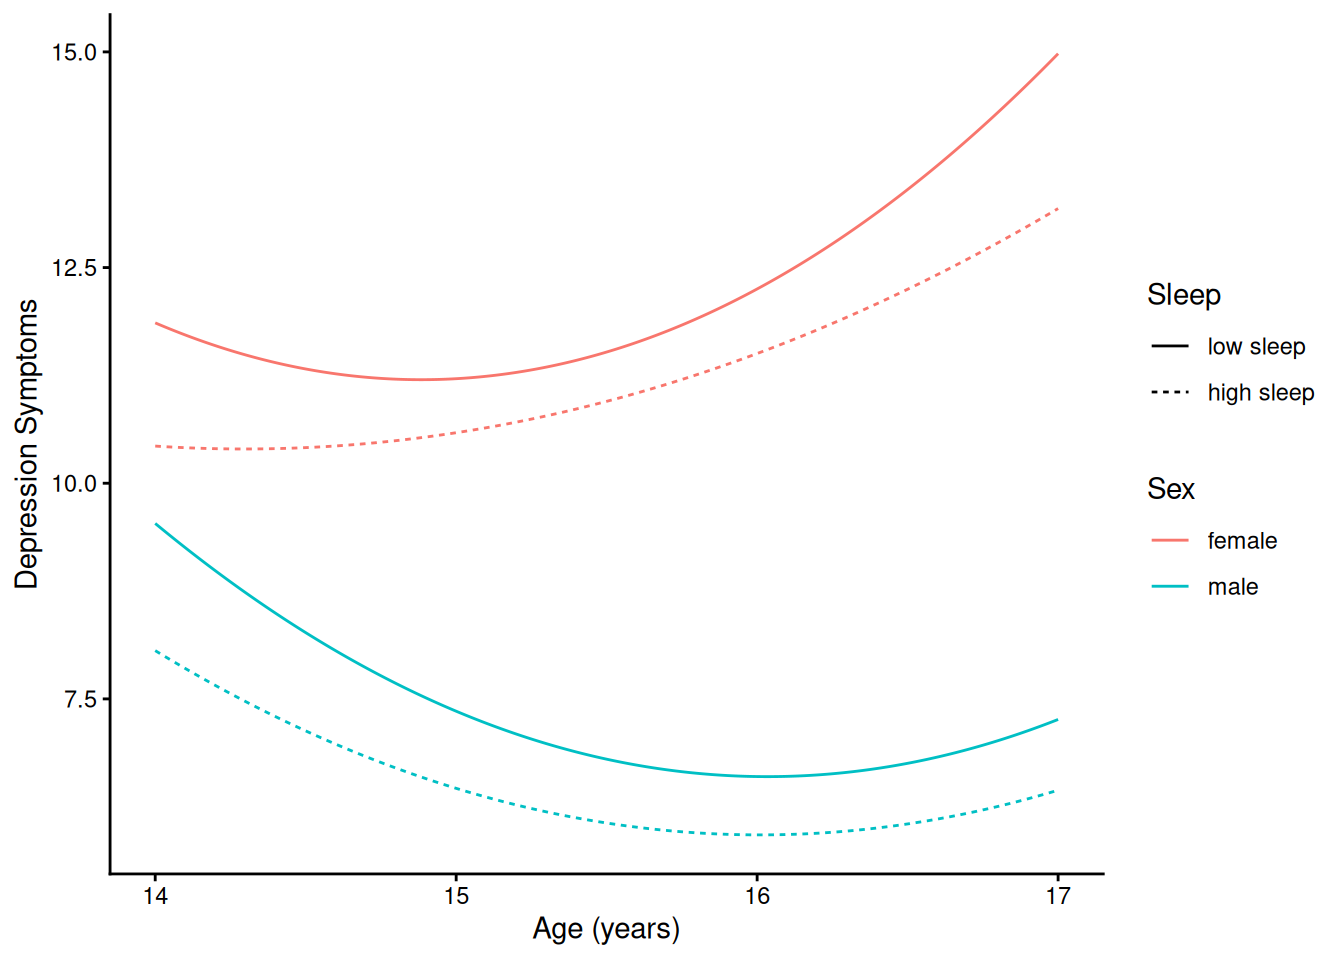 15.0
12.5
10.0
7.5
Depression Symptoms
14
15
16
17
Age (years)
Sleep
low sleep
high sleep
Sex
female
male